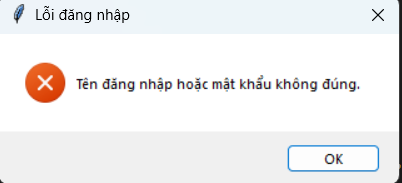 Lỗi đăng nhập
Tên đăng nhập hoặc mật khẩu không đúng.
OK